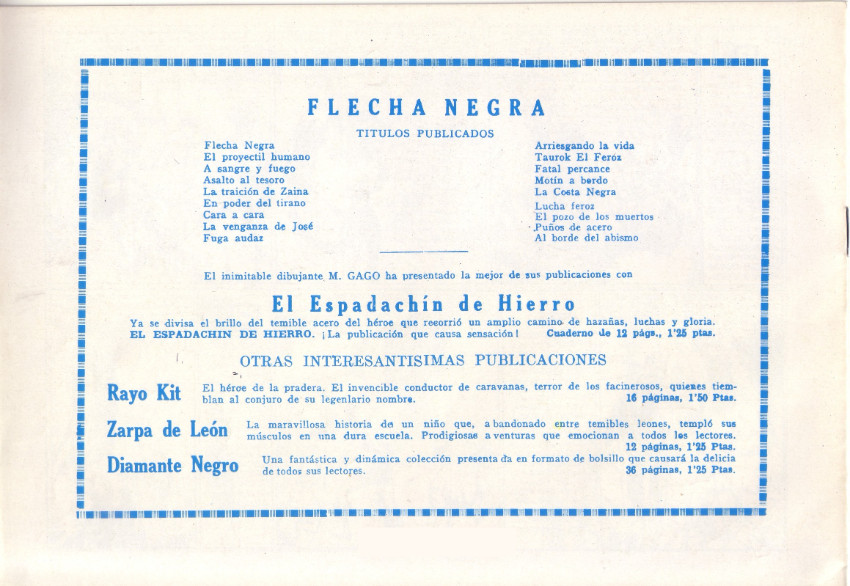 FLECHA NEGRA
TITULOS PUBLICADOS
Flecha Negra
El proyectil humano
A sangre y fuego
Asalto al tesoro
La traición de Zaina
En poder del tirano
Cara a cara
La venganza de José
Fuga audaz
Arriesgando la vida
Taurok El Feróz
Fatal percance
Motín a bordo
La Costa Negra
Lucha feroz
El pozo de los muertos
Puños de acero
Al borde del abismo
El inimitable dibujante M. GAGO ha presentado la mejor de sus publicaciones con
El Espadachín de Hierro
Ya se divisa el brillo del temible acero del héroe que recorrió un amplio camino de hazañas, luchas y gloria.
EL ESPADACHIN DE HIERRO. ¡La publicación que causa sensación! Cuaderno de 12 págs., 1'25 ptas.
OTRAS INTERESANTISIMAS PUBLICACIONES
Rayo Kit El héroe de la pradera. El invencible conductor de caravanas, terror de los facinerosos, quienes tiem-
blan al conjuro de su legenlario nombre. 16 páginas, 1'50 Ptas.
Zarpa de León La maravillosa historia de un niño que, abandonado entre temibles leones, templó sus
músculos en una dura escuela. Prodigiosas aventuras que emocionan a todos los lectores.
12 páginas, 1'25 Ptas.
Diamante Negro Una fantástica y dinámica colección presentada en formato de bolsillo que causará la delicia
de todos sus lectores. 36 páginas, 1'25 Ptas.